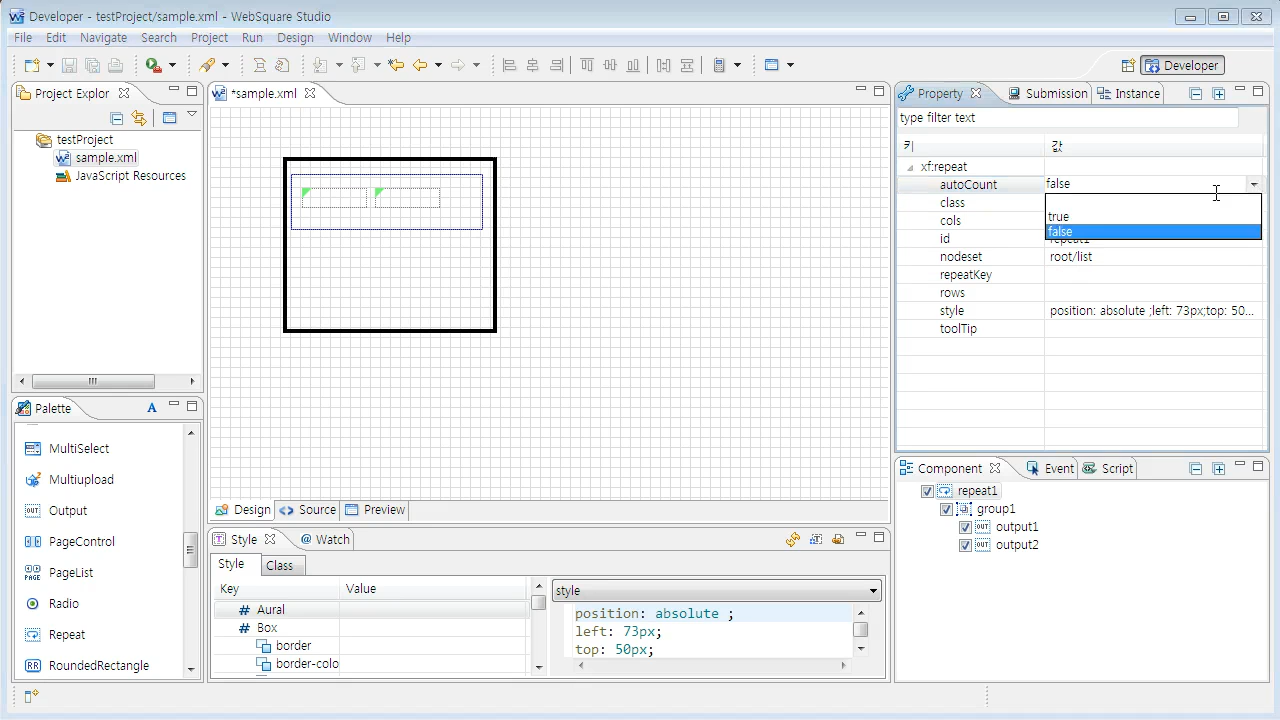 Developer - testProject/sample.xml - WebSquare Studio
File Edit Navigate Search Project Run Design Window Help
Developer
Project Explor
testProject
sample.xml
JavaScript Resources
*sample.xml
Design Source Preview
Palette
A
MultiSelect
Multiupload
Output
PageControl
PageList
Radio
Repeat
RoundedRectangle
Style @ Watch
Style Class
Key Value
# Aural
# Box
border
border-colo
style
position: absolute ;
left: 73px;
top: 50px;
Property Submission Instance
type filter text
키 값
xf:repeat
autoCount false
true
false
class
cols
id repeat1
nodeset root/list
repeatKey
rows
style position: absolute ;left: 73px;top: 50...
toolTip
Component Event Script
repeat1
group1
output1
output2